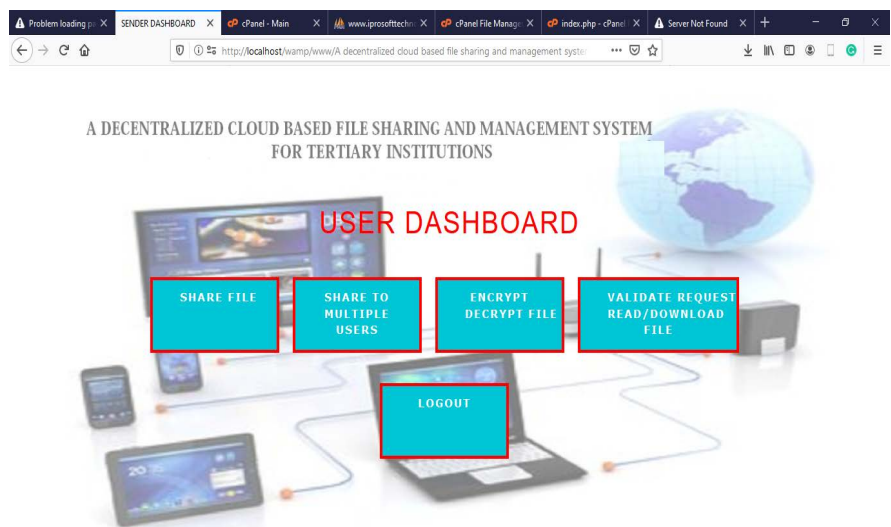 Problem loading pa
SENDER DASHBOARD
cPanel - Main
www.iprosofttechn
cPanel File Manage
index.php - cPanel
Server Not Found
http://localhost/wamp/www/A decentralized cloud based file sharing and management syste
A DECENTRALIZED CLOUD BASED FILE SHARING AND MANAGEMENT SYSTEM
FOR TERTIARY INSTITUTIONS
USER DASHBOARD
SHARE FILE
SHARE TO
MULTIPLE
USERS
ENCRYPT
DECRYPT FILE
VALIDATE REQUEST
READ/DOWNLOAD
FILE
LOGOUT